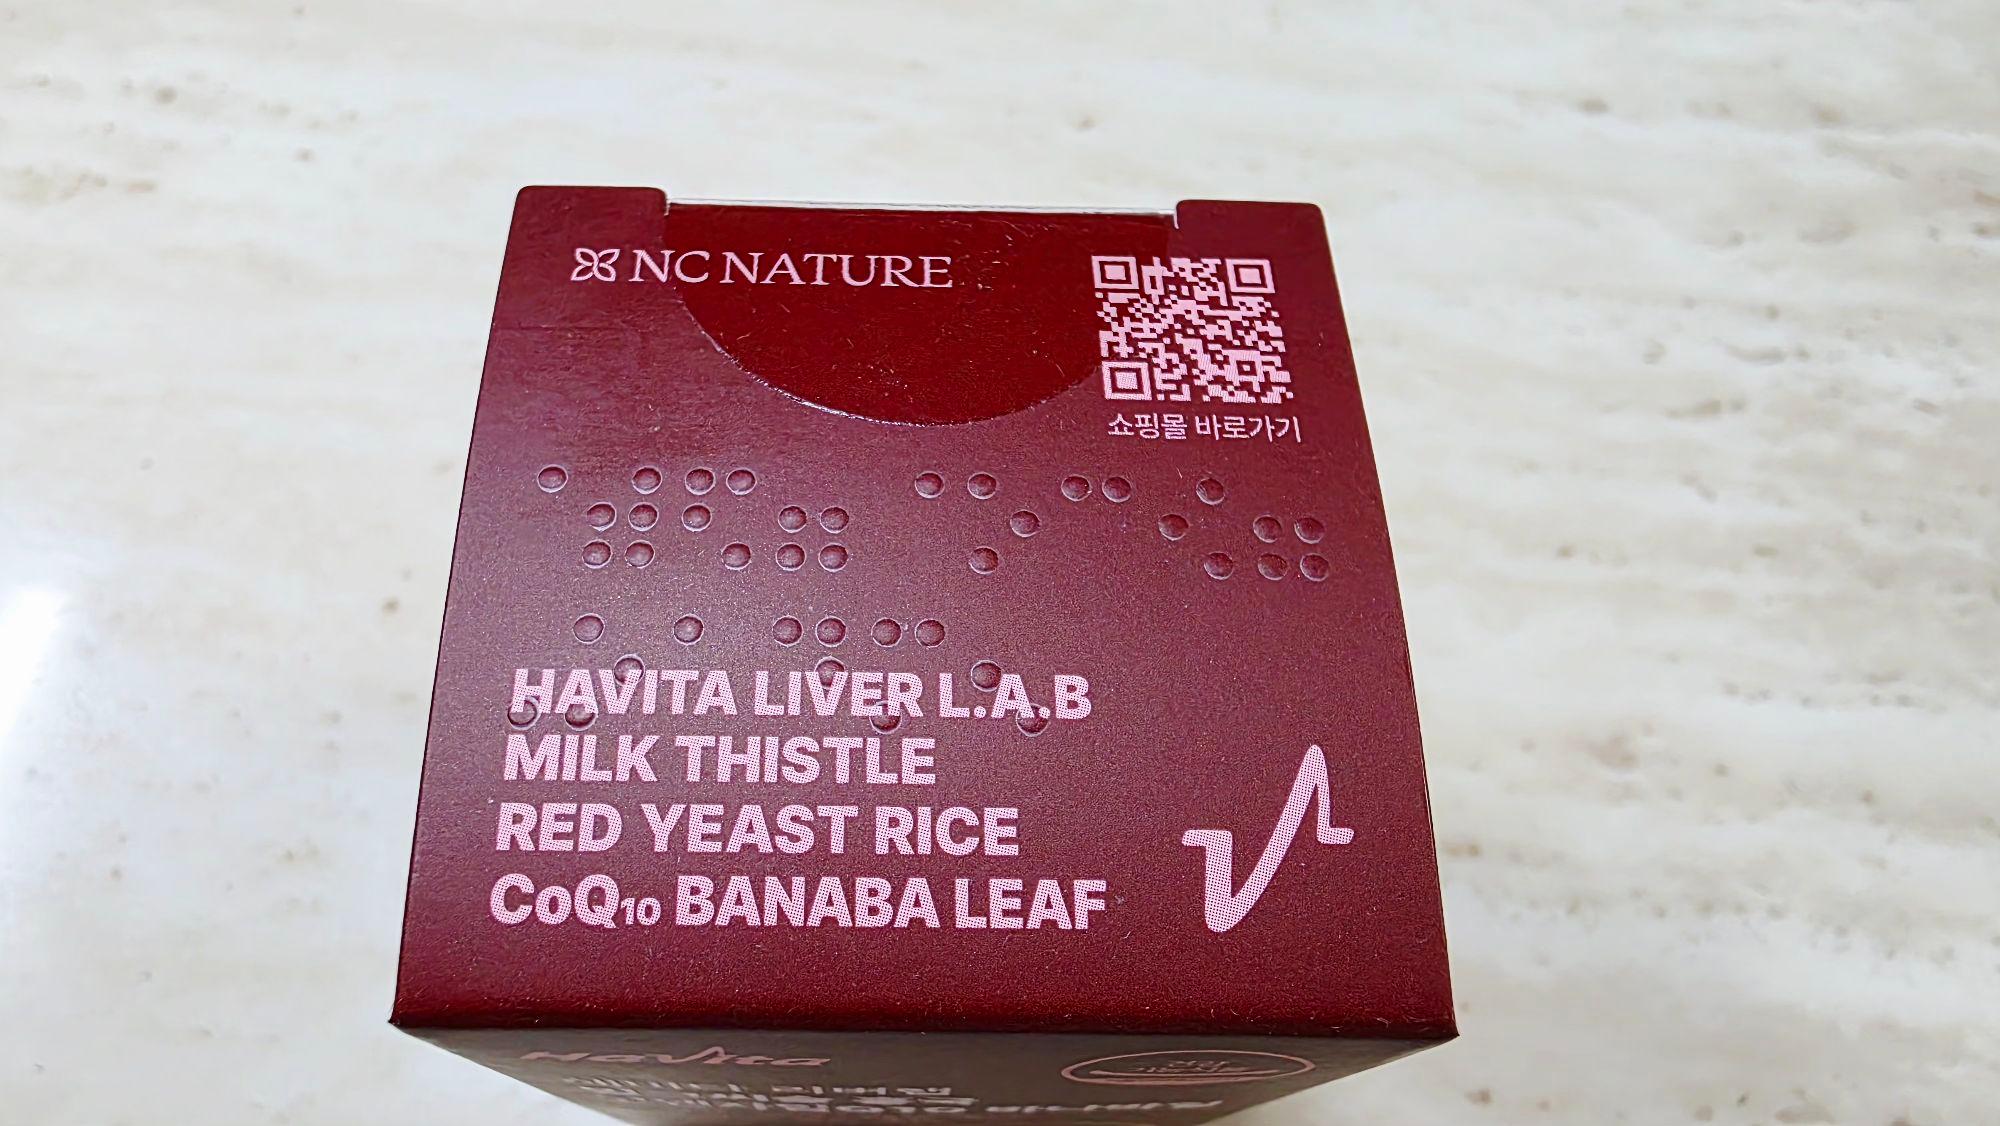 NC NATURE
쇼핑몰 바로가기
HAVITA LIVER L.A.B
MILK THISTLE
RED YEAST RICE
CoQ10 BANABA LEAF
Havita